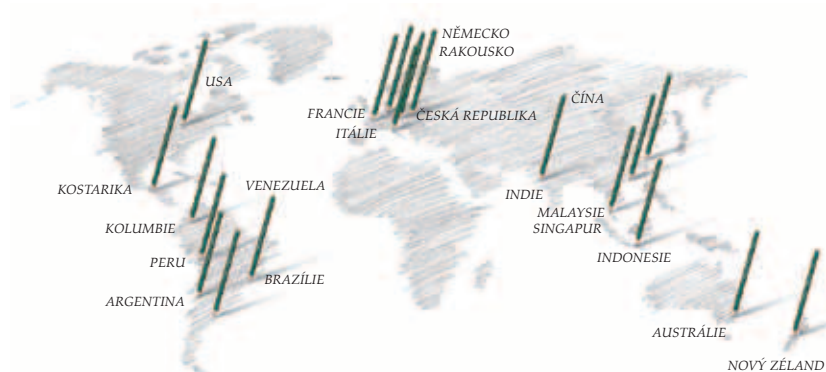 NĚMECKO
RAKOUSKO
USA
ČÍNA
FRANCIE
ČESKÁ REPUBLIKA
ITÁLIE
KOSTARIKA
VENEZUELA
INDIE
MALAYSIE
KOLUMBIE
SINGAPUR
INDONESIE
PERU
BRAZÍLIE
ARGENTINA
AUSTRÁLIE
NOVÝ ZÉLAND